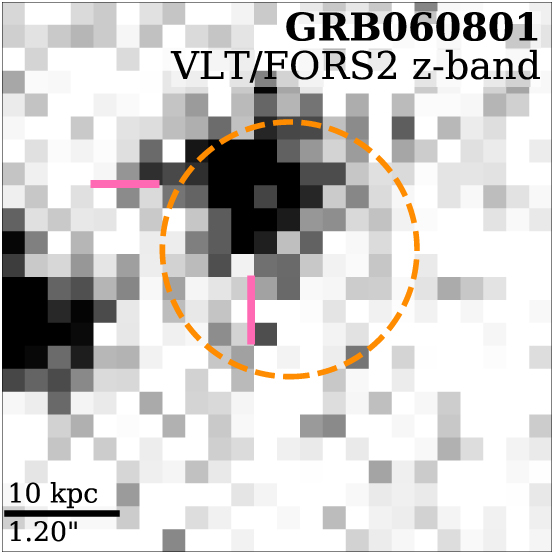 GRB060801
VLT/FORS2 z-band
10 kpc
1.20"